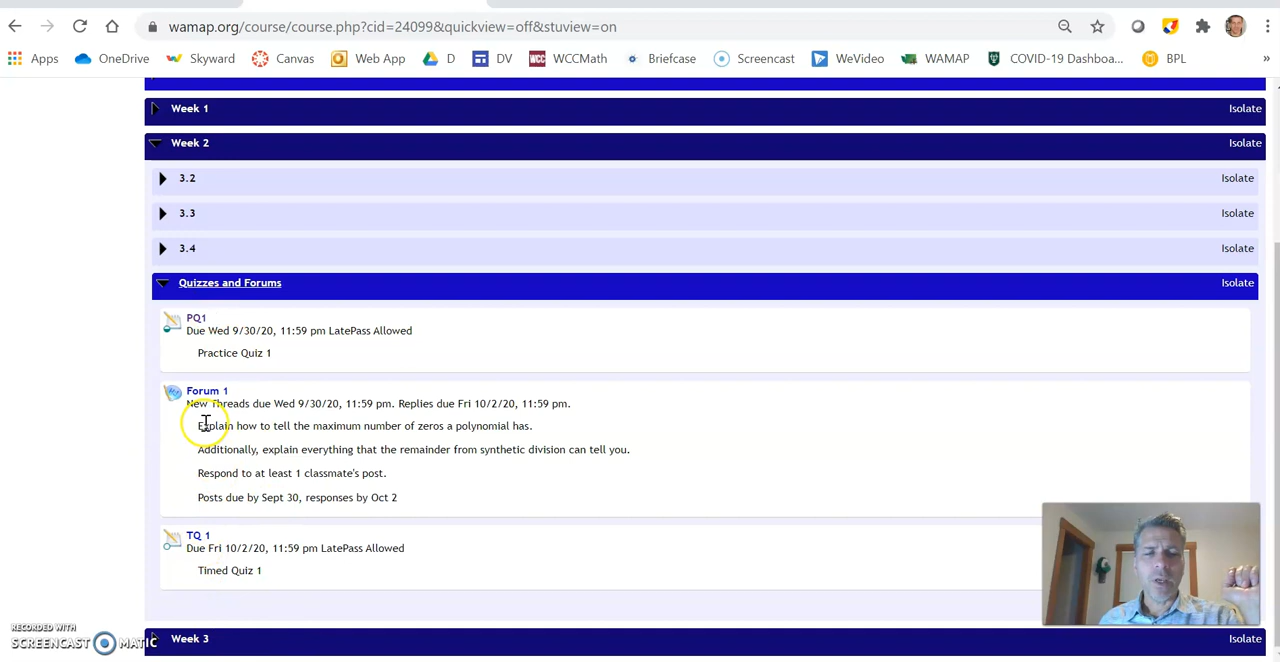 wamap.org/course/course.php?cid=24099&quickview=off&stuview=on
Apps OneDrive Skyward Canvas Web App D DV WCC WCCMath Briefcase Screencast WeVideo WAMAP COVID-19 Dashboa... BPL »
Week 1 Isolate
Week 2 Isolate
3.2 Isolate
3.3 Isolate
3.4 Isolate
Quizzes and Forums Isolate
PQ1
Due Wed 9/30/20, 11:59 pm LatePass Allowed
Practice Quiz 1
Forum 1
New Threads due Wed 9/30/20, 11:59 pm. Replies due Fri 10/2/20, 11:59 pm.
Explain how to tell the maximum number of zeros a polynomial has.
Additionally, explain everything that the remainder from synthetic division can tell you.
Respond to at least 1 classmate's post.
Posts due by Sept 30, responses by Oct 2
TQ 1
Due Fri 10/2/20, 11:59 pm LatePass Allowed
Timed Quiz 1
Week 3 Isolate
RECORDED WITH
SCREENCAST MATIC